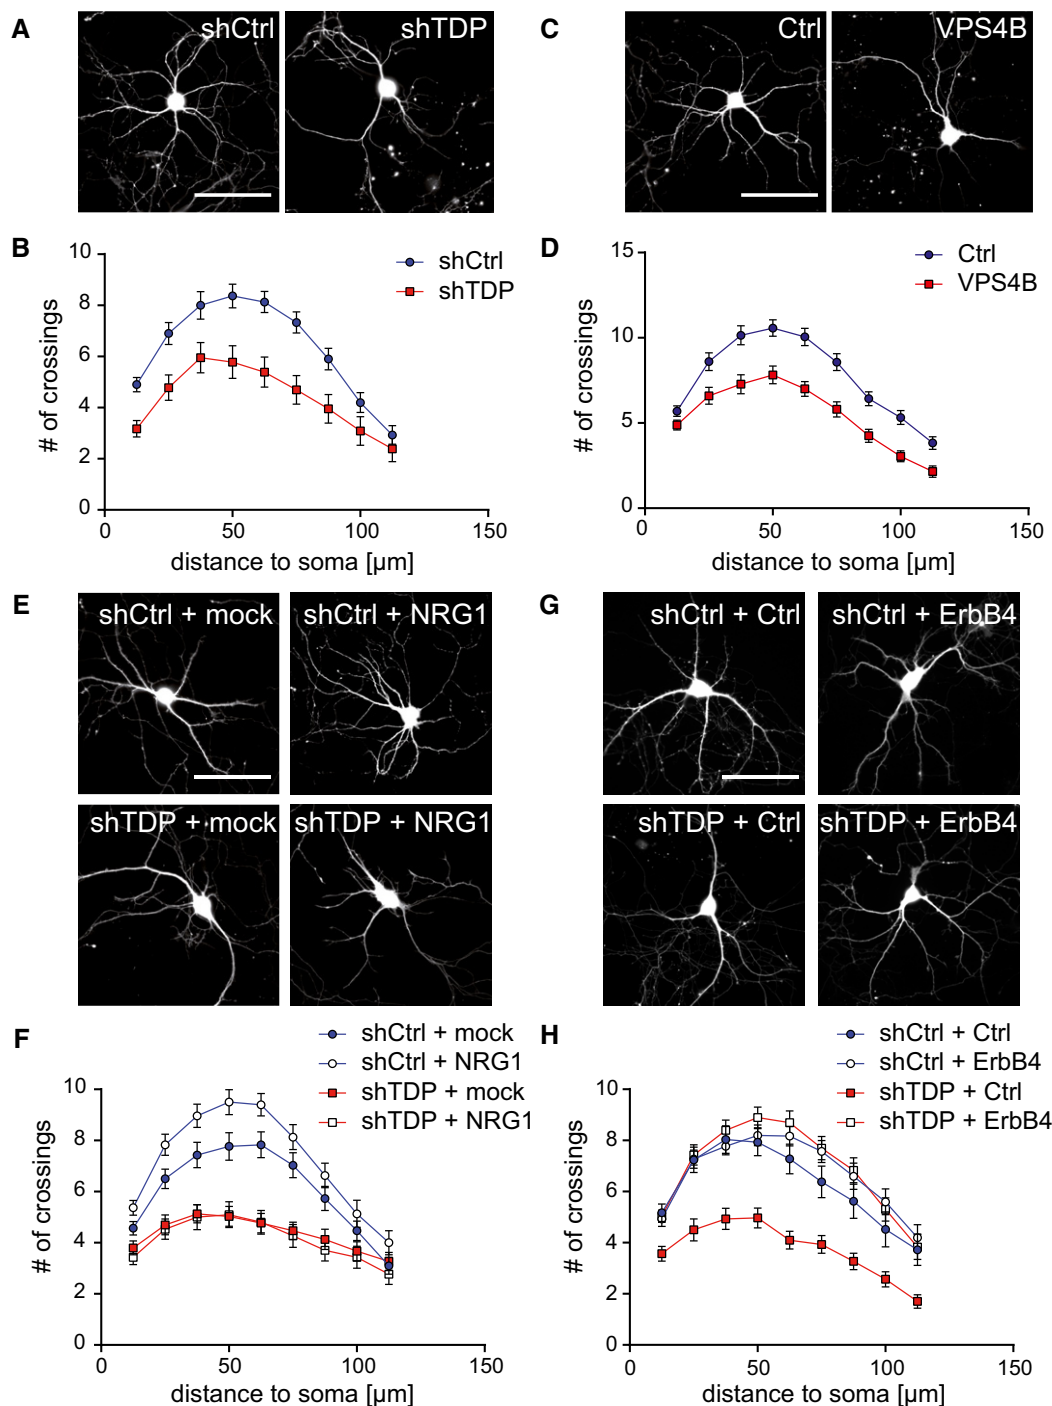 A
shCtrl
shTDP
C
Ctrl
VPS4B
B
10
8
6
4
2
0
# of crossings
shCtrl
shTDP
0
50
100
150
distance to soma [µm]
D
15
10
5
0
# of crossings
Ctrl
VPS4B
0
50
100
150
distance to soma [µm]
E
shCtrl + mock
shCtrl + NRG1
shTDP + mock
shTDP + NRG1
G
shCtrl + Ctrl
shCtrl + ErbB4
shTDP + Ctrl
shTDP + ErbB4
F
shCtrl + mock
shCtrl + NRG1
shTDP + mock
shTDP + NRG1
10
8
6
4
2
0
# of crossings
0
50
100
150
distance to soma [µm]
H
shCtrl + Ctrl
shCtrl + ErbB4
shTDP + Ctrl
shTDP + ErbB4
10
8
6
4
2
0
# of crossings
0
50
100
150
distance to soma [µm]